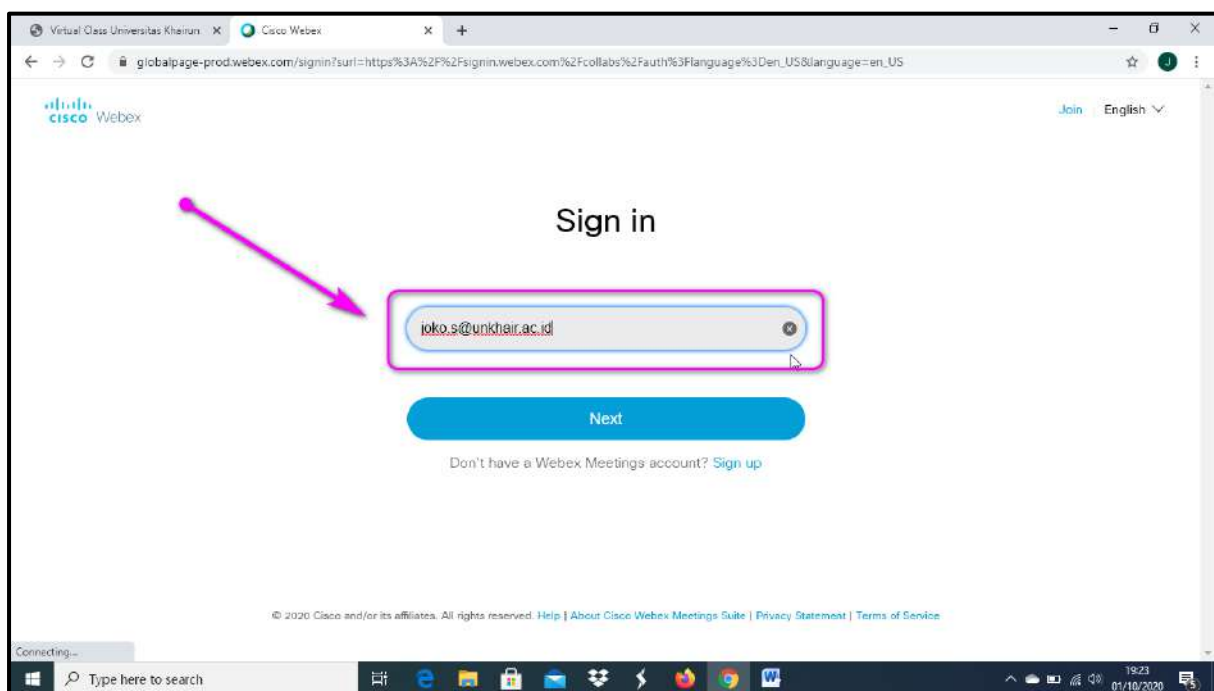 Virtual Class Universitas Khairun
Cisco Webex
globalpage-prod.webex.com/signin?surl=https%3A%2F%2Fsignin.webex.com%2Fcollabs%2Fauth%3Flanguage%3Den_US&language=en_US
J
cisco Webex
Join
English
Sign in
joko.s@unkhair.ac.id
Next
Don't have a Webex Meetings account? Sign up
© 2020 Cisco and/or its affiliates. All rights reserved. Help | About Cisco Webex Meetings Suite | Privacy Statement | Terms of Service
Connecting...
Type here to search
19:23
01/10/2020
5